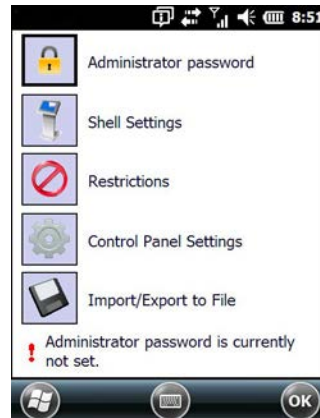 8:51
Administrator password
Shell Settings
Restrictions
Control Panel Settings
Import/Export to File
Administrator password is currently
not set.
OK